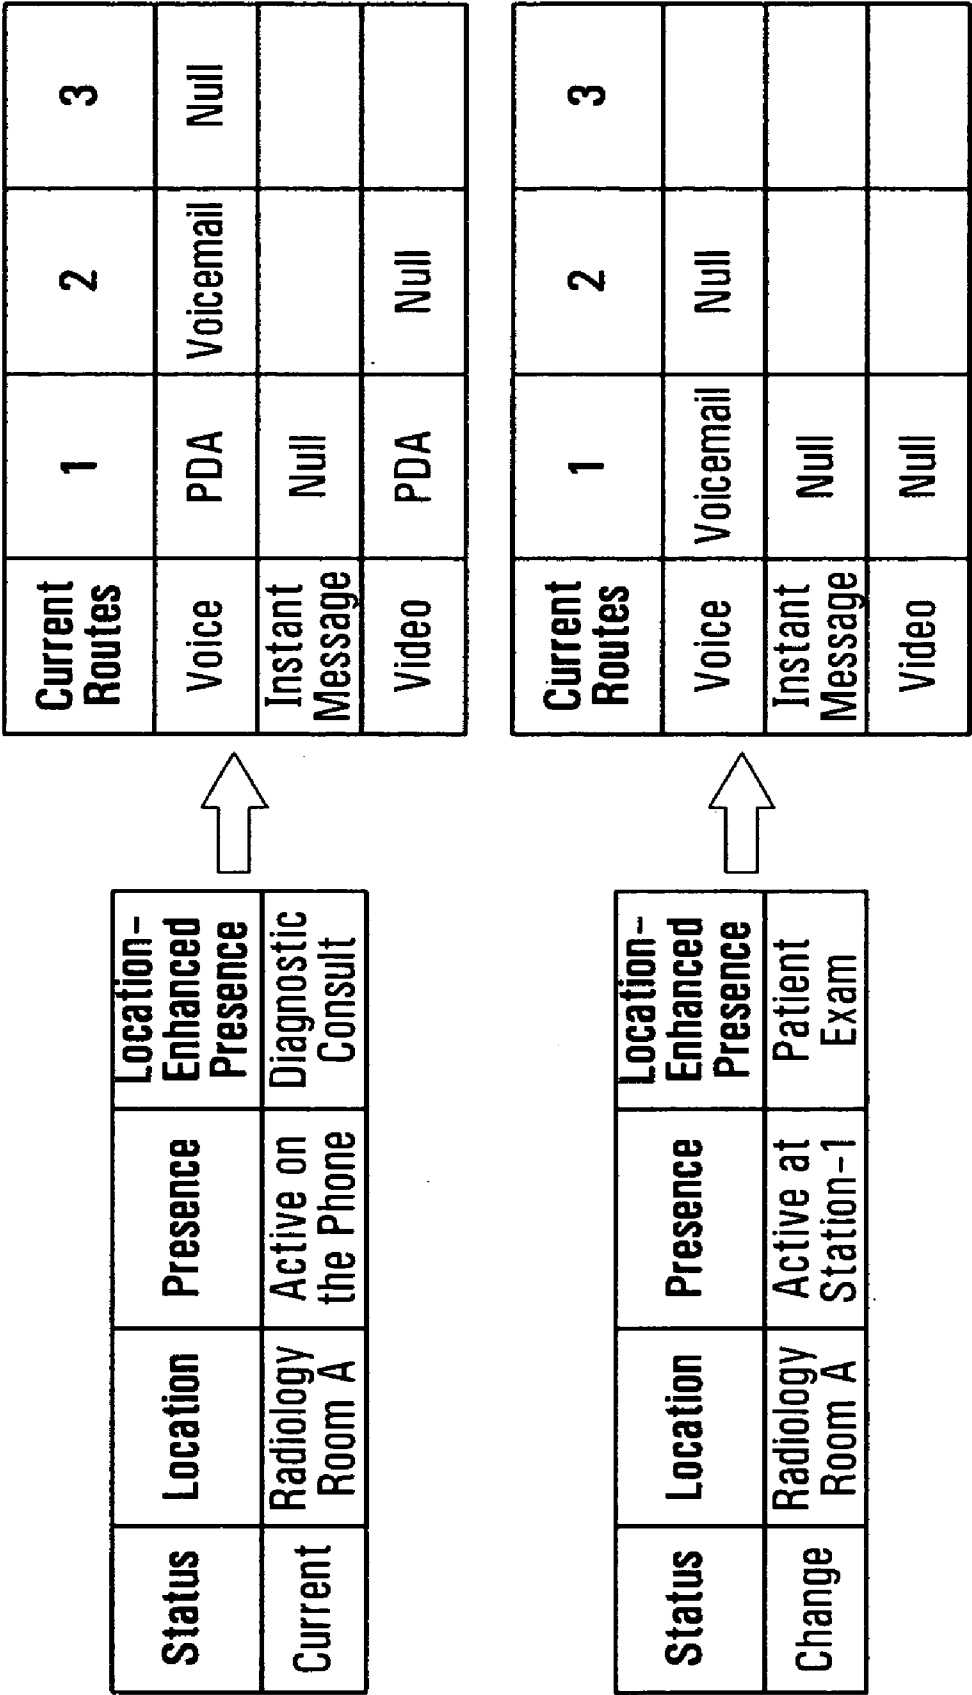 Status Location Presence Location-
Enhanced
Presence
Current Radiology
Room A Active on
the Phone Diagnostic
Consult
Current
Routes 1 2 3
Voice PDA Voicemail Null
Instant
Message Null
Video PDA Null
Status Location Presence Location-
Enhanced
Presence
Change Radiology
Room A Active at
Station-1 Patient
Exam
Current
Routes 1 2 3
Voice Voicemail Null
Instant
Message Null
Video Null